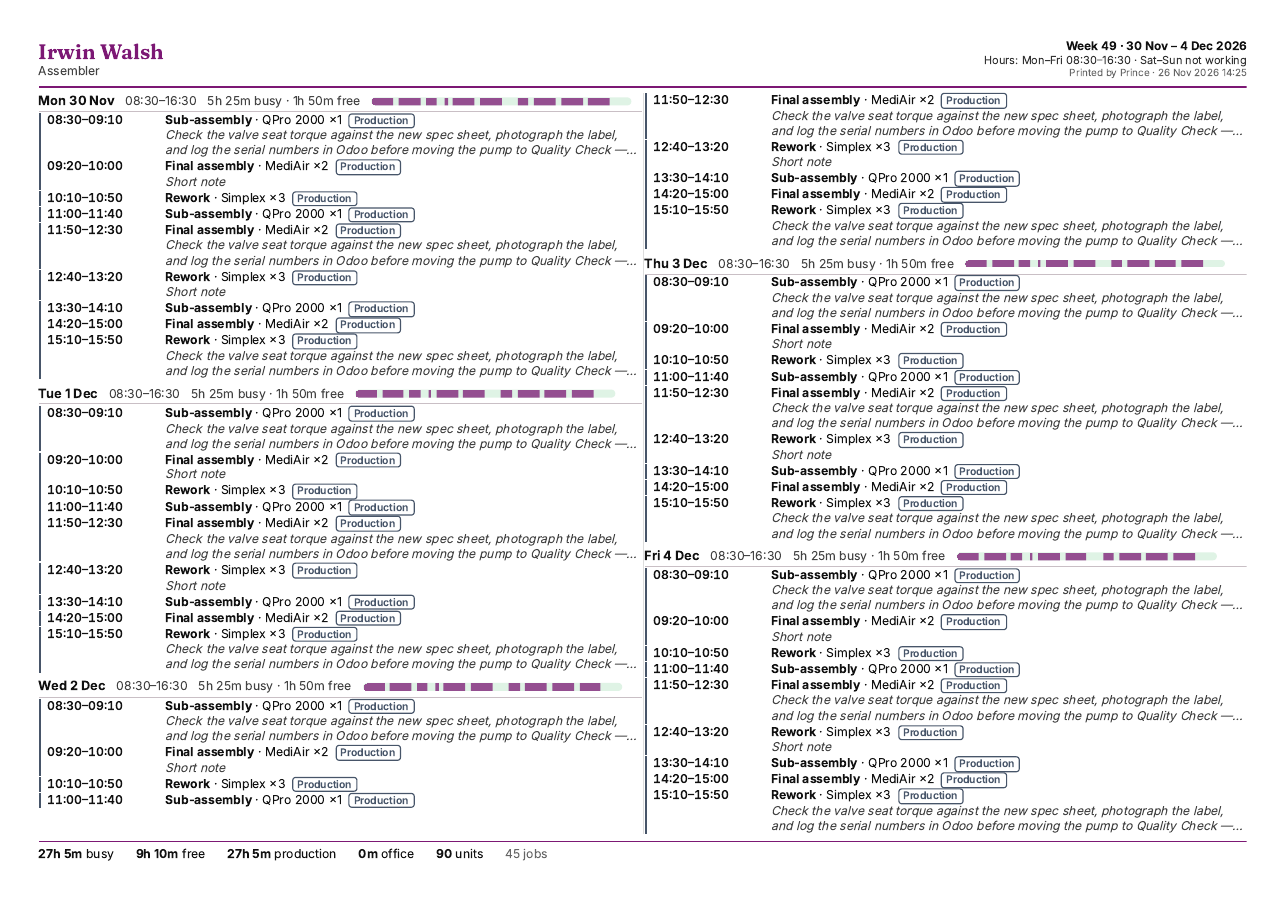 Irwin Walsh
Assembler
Week 49 · 30 Nov – 4 Dec 2026
Hours: Mon–Fri 08:30–16:30 · Sat–Sun not working
Printed by Prince · 26 Nov 2026 14:25
Mon 30 Nov 08:30–16:30 5h 25m busy · 1h 50m free
08:30–09:10 Sub-assembly · QPro 2000 ×1 Production
Check the valve seat torque against the new spec sheet, photograph the label,
and log the serial numbers in Odoo before moving the pump to Quality Check —...
09:20–10:00 Final assembly · MediAir ×2 Production
Short note
10:10–10:50 Rework · Simplex ×3 Production
11:00–11:40 Sub-assembly · QPro 2000 ×1 Production
11:50–12:30 Final assembly · MediAir ×2 Production
Check the valve seat torque against the new spec sheet, photograph the label,
and log the serial numbers in Odoo before moving the pump to Quality Check —...
12:40–13:20 Rework · Simplex ×3 Production
Short note
13:30–14:10 Sub-assembly · QPro 2000 ×1 Production
14:20–15:00 Final assembly · MediAir ×2 Production
15:10–15:50 Rework · Simplex ×3 Production
Check the valve seat torque against the new spec sheet, photograph the label,
and log the serial numbers in Odoo before moving the pump to Quality Check —...
Tue 1 Dec 08:30–16:30 5h 25m busy · 1h 50m free
08:30–09:10 Sub-assembly · QPro 2000 ×1 Production
Check the valve seat torque against the new spec sheet, photograph the label,
and log the serial numbers in Odoo before moving the pump to Quality Check —...
09:20–10:00 Final assembly · MediAir ×2 Production
Short note
10:10–10:50 Rework · Simplex ×3 Production
11:00–11:40 Sub-assembly · QPro 2000 ×1 Production
11:50–12:30 Final assembly · MediAir ×2 Production
Check the valve seat torque against the new spec sheet, photograph the label,
and log the serial numbers in Odoo before moving the pump to Quality Check —...
12:40–13:20 Rework · Simplex ×3 Production
Short note
13:30–14:10 Sub-assembly · QPro 2000 ×1 Production
14:20–15:00 Final assembly · MediAir ×2 Production
15:10–15:50 Rework · Simplex ×3 Production
Check the valve seat torque against the new spec sheet, photograph the label,
and log the serial numbers in Odoo before moving the pump to Quality Check —...
Wed 2 Dec 08:30–16:30 5h 25m busy · 1h 50m free
08:30–09:10 Sub-assembly · QPro 2000 ×1 Production
Check the valve seat torque against the new spec sheet, photograph the label,
and log the serial numbers in Odoo before moving the pump to Quality Check —...
09:20–10:00 Final assembly · MediAir ×2 Production
Short note
10:10–10:50 Rework · Simplex ×3 Production
11:00–11:40 Sub-assembly · QPro 2000 ×1 Production
11:50–12:30 Final assembly · MediAir ×2 Production
Check the valve seat torque against the new spec sheet, photograph the label,
and log the serial numbers in Odoo before moving the pump to Quality Check —...
12:40–13:20 Rework · Simplex ×3 Production
Short note
13:30–14:10 Sub-assembly · QPro 2000 ×1 Production
14:20–15:00 Final assembly · MediAir ×2 Production
15:10–15:50 Rework · Simplex ×3 Production
Check the valve seat torque against the new spec sheet, photograph the label,
and log the serial numbers in Odoo before moving the pump to Quality Check —...
Thu 3 Dec 08:30–16:30 5h 25m busy · 1h 50m free
08:30–09:10 Sub-assembly · QPro 2000 ×1 Production
Check the valve seat torque against the new spec sheet, photograph the label,
and log the serial numbers in Odoo before moving the pump to Quality Check —...
09:20–10:00 Final assembly · MediAir ×2 Production
Short note
10:10–10:50 Rework · Simplex ×3 Production
11:00–11:40 Sub-assembly · QPro 2000 ×1 Production
11:50–12:30 Final assembly · MediAir ×2 Production
Check the valve seat torque against the new spec sheet, photograph the label,
and log the serial numbers in Odoo before moving the pump to Quality Check —...
12:40–13:20 Rework · Simplex ×3 Production
Short note
13:30–14:10 Sub-assembly · QPro 2000 ×1 Production
14:20–15:00 Final assembly · MediAir ×2 Production
15:10–15:50 Rework · Simplex ×3 Production
Check the valve seat torque against the new spec sheet, photograph the label,
and log the serial numbers in Odoo before moving the pump to Quality Check —...
Fri 4 Dec 08:30–16:30 5h 25m busy · 1h 50m free
08:30–09:10 Sub-assembly · QPro 2000 ×1 Production
Check the valve seat torque against the new spec sheet, photograph the label,
and log the serial numbers in Odoo before moving the pump to Quality Check —...
09:20–10:00 Final assembly · MediAir ×2 Production
Short note
10:10–10:50 Rework · Simplex ×3 Production
11:00–11:40 Sub-assembly · QPro 2000 ×1 Production
11:50–12:30 Final assembly · MediAir ×2 Production
Check the valve seat torque against the new spec sheet, photograph the label,
and log the serial numbers in Odoo before moving the pump to Quality Check —...
12:40–13:20 Rework · Simplex ×3 Production
Short note
13:30–14:10 Sub-assembly · QPro 2000 ×1 Production
14:20–15:00 Final assembly · MediAir ×2 Production
15:10–15:50 Rework · Simplex ×3 Production
Check the valve seat torque against the new spec sheet, photograph the label,
and log the serial numbers in Odoo before moving the pump to Quality Check —...
27h 5m busy 9h 10m free 27h 5m production 0m office 90 units 45 jobs